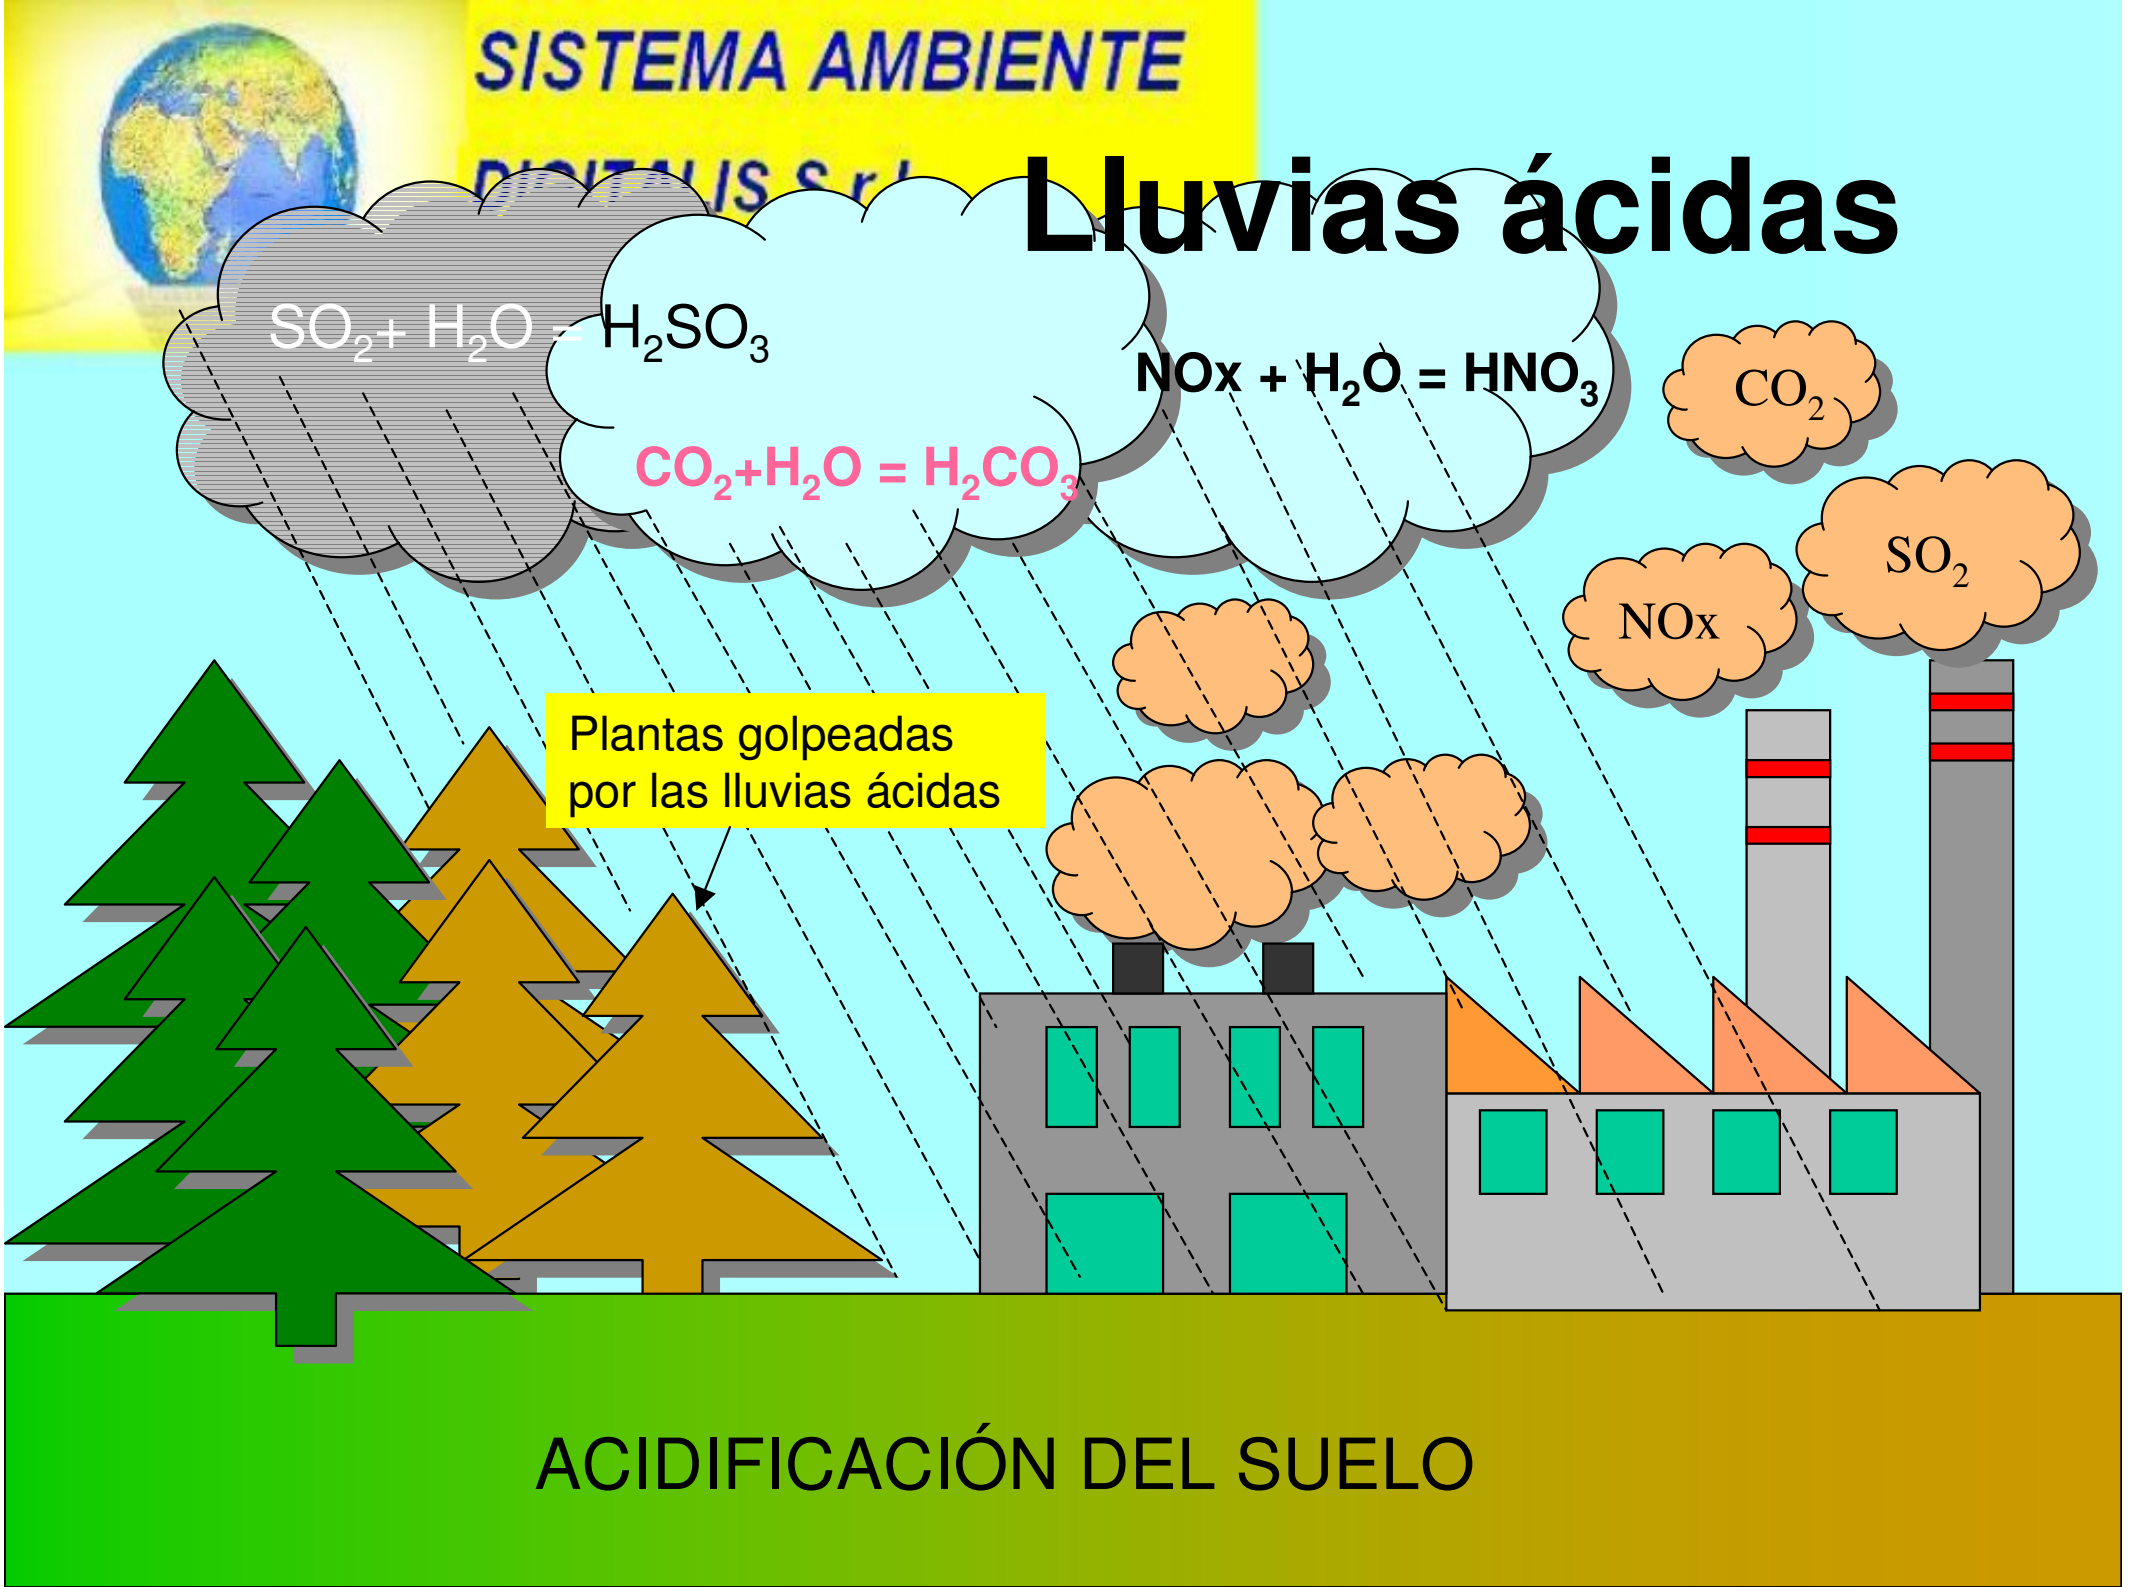 SISTEMA AMBIENTE
DIGITALIS S.r.l.
Lluvias ácidas
SO₂+ H₂O = H₂SO₃
NOx + H₂O = HNO₃
CO₂
CO₂+H₂O = H₂CO₃
SO₂
NOx
Plantas golpeadas
por las lluvias ácidas
ACIDIFICACIÓN DEL SUELO